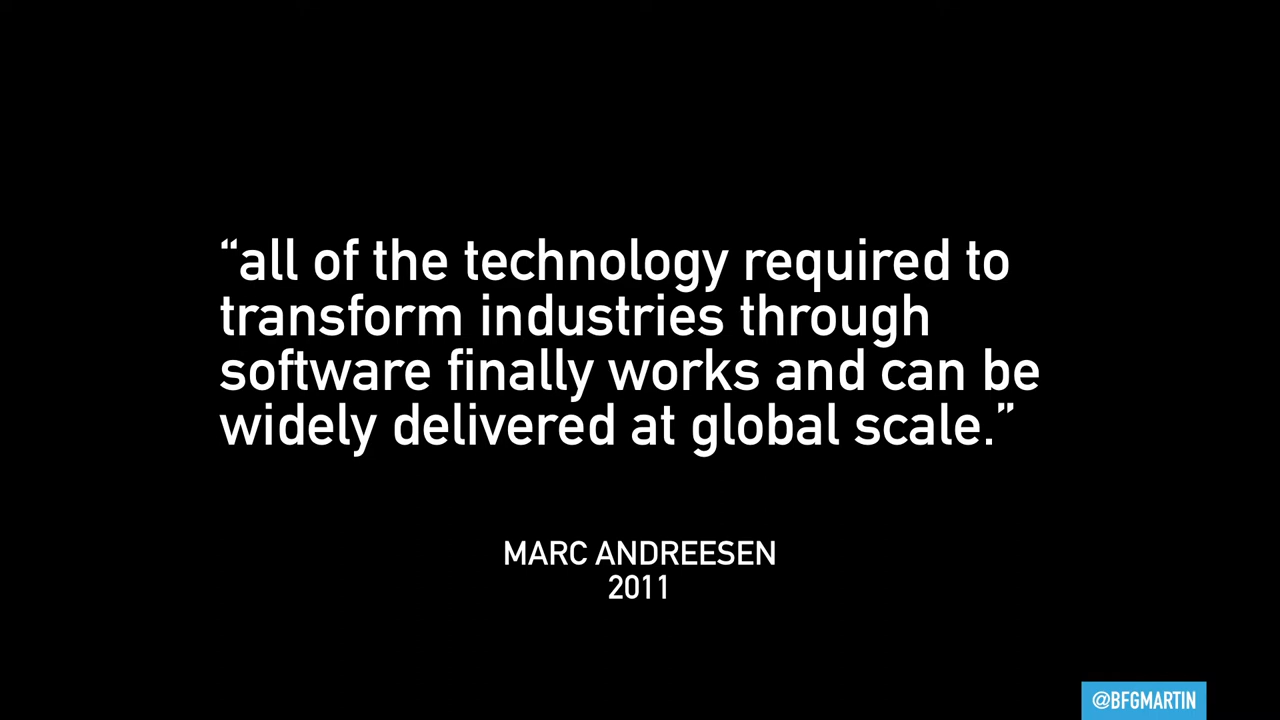 “all of the technology required to
transform industries through
software finally works and can be
widely delivered at global scale.”
MARC ANDREESEN
2011
@BFGMARTIN